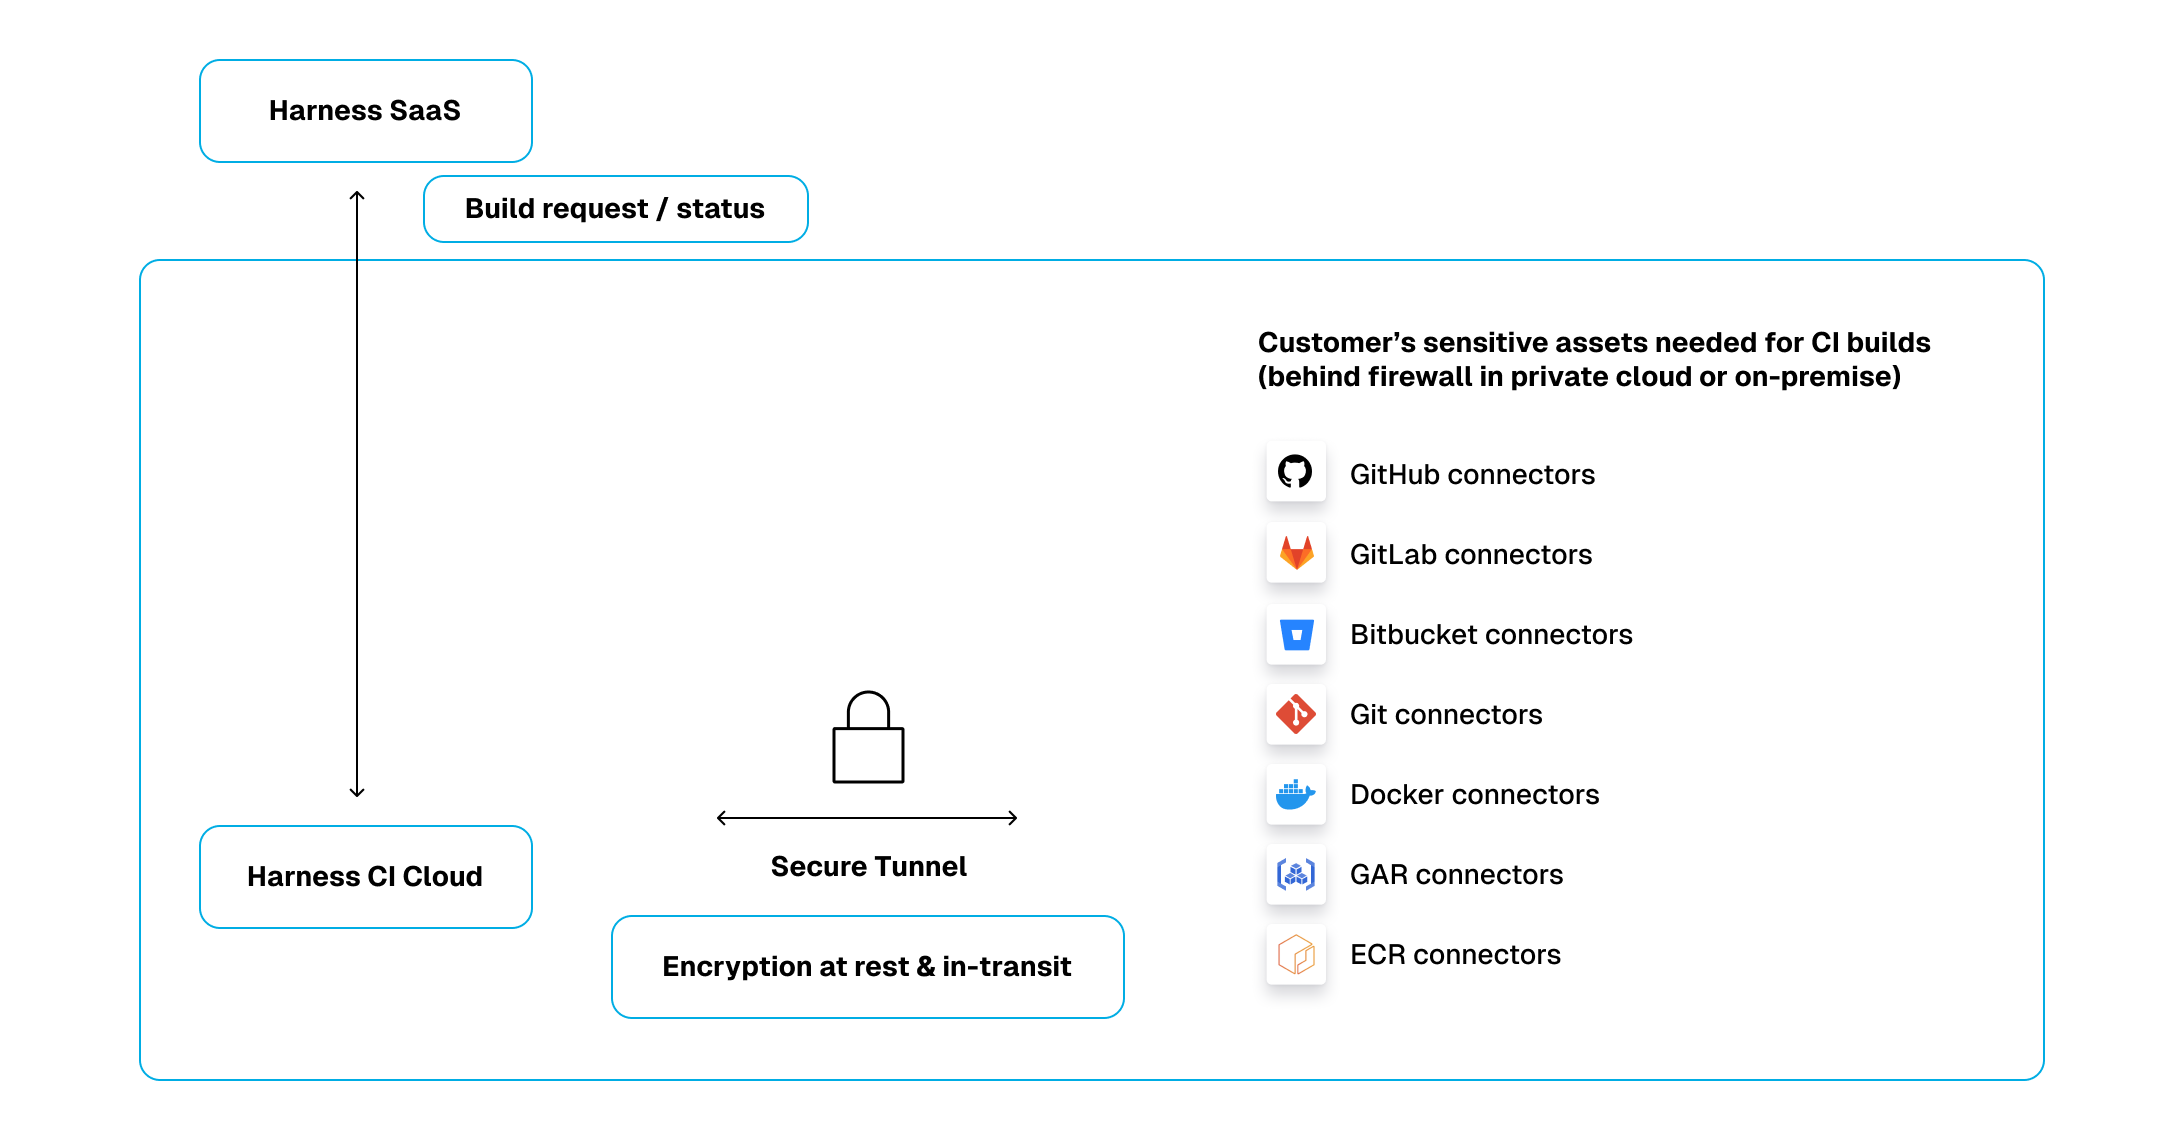 Harness SaaS
Build request / status
Customer’s sensitive assets needed for CI builds
(behind firewall in private cloud or on-premise)
GitHub connectors
GitLab connectors
Bitbucket connectors
Git connectors
Docker connectors
GAR connectors
ECR connectors
Harness CI Cloud
Secure Tunnel
Encryption at rest & in-transit